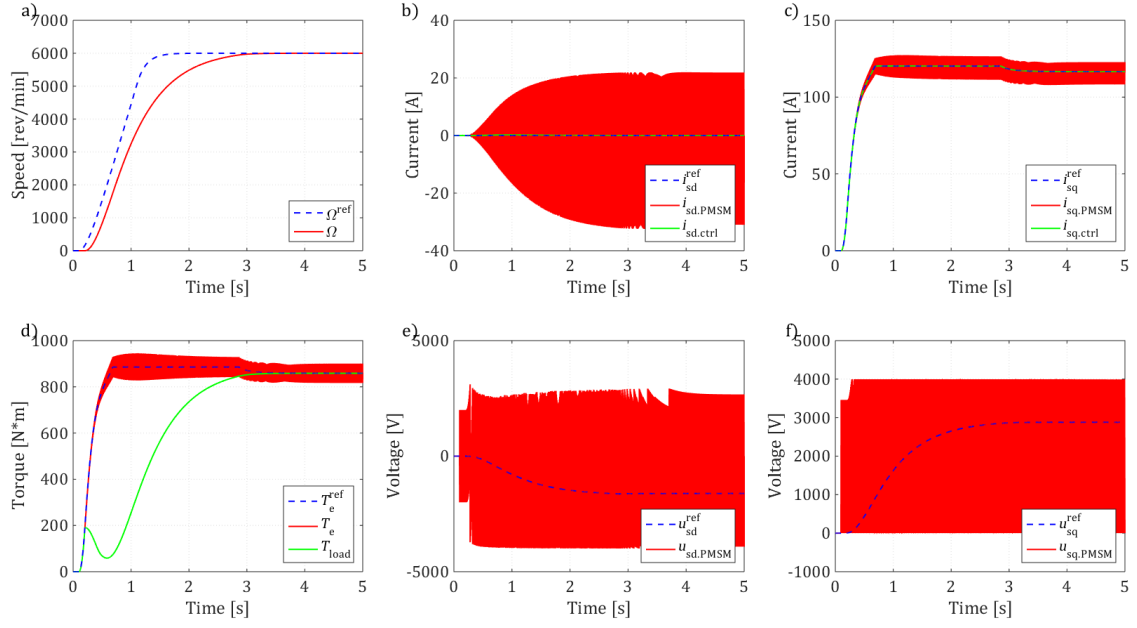 a)
Speed [rev/min]
7000
6000
5000
4000
3000
2000
1000
0
0 1 2 3 4 5
Time [s]
Ω^ref
Ω
b)
Current [A]
40
20
0
-20
-40
0 1 2 3 4 5
Time [s]
i_sd^ref
i_sd.PMSM
i_sd.ctrl
c)
Current [A]
150
100
50
0
0 1 2 3 4 5
Time [s]
i_sq^ref
i_sq.PMSM
i_sq.ctrl
d)
Torque [N*m]
1000
800
600
400
200
0
0 1 2 3 4 5
Time [s]
T_e^ref
T_e
T_load
e)
Voltage [V]
5000
0
-5000
0 1 2 3 4 5
Time [s]
u_sd^ref
u_sd.PMSM
f)
Voltage [V]
5000
4000
3000
2000
1000
0
-1000
0 1 2 3 4 5
Time [s]
u_sq^ref
u_sq.PMSM